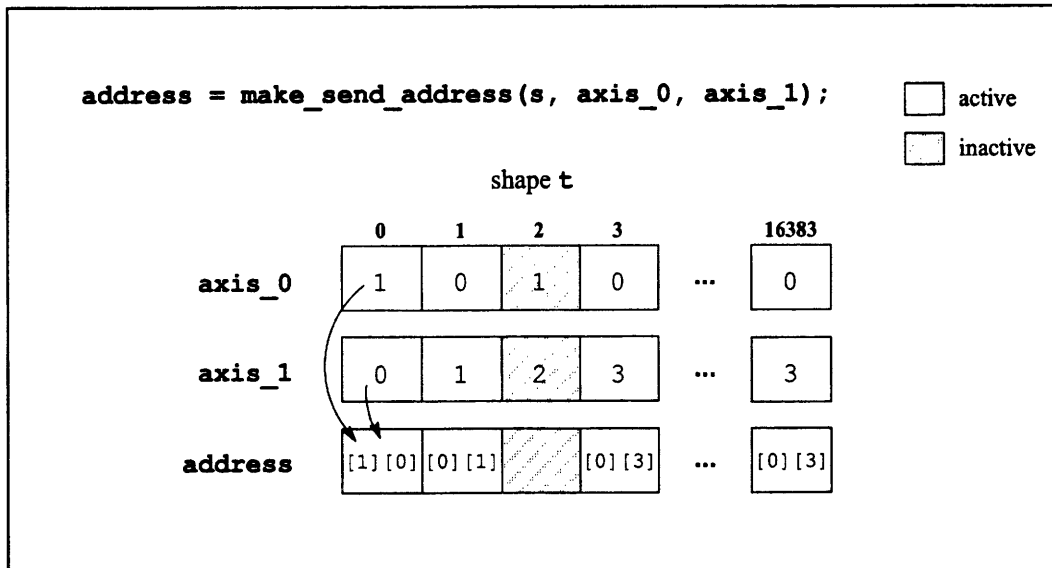 address = make_send_address(s, axis_0, axis_1);
active
inactive
shape t
0 1 2 3 16383
axis_0 1 0 1 0 ... 0
axis_1 0 1 2 3 ... 3
address [1][0] [0][1] [0][3] ... [0][3]